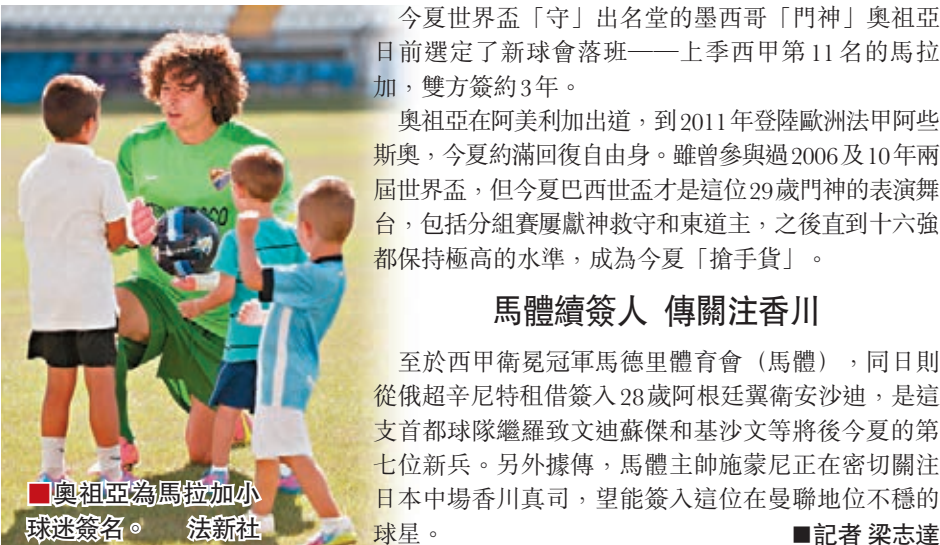 今夏世界盃「守」出名堂的墨西哥「門神」奧祖亞
日前選定了新球會落班——上季西甲第11名的馬拉
加，雙方簽約3年。
奧祖亞在阿美利加出道，到2011年登陸歐洲法甲阿些
斯奧，今夏約滿回復自由身。雖曾參與過2006及10年兩
屆世界盃，但今夏巴西世盃才是這位29歲門神的表演舞
台，包括分組賽屢獻神救守和東道主，之後直到十六強
都保持極高的水準，成為今夏「搶手貨」。
馬體續簽人 傳關注香川
至於西甲衛冕冠軍馬德里體育會（馬體），同日則
從俄超辛尼特租借簽入28歲阿根廷翼衛安沙迪，是這
支首都球隊繼羅致文迪蘇傑和基沙文等將後今夏的第
七位新兵。另外據傳，馬體主帥施蒙尼正在密切關注
日本中場香川真司，望能簽入這位在曼聯地位不穩的
球星。
■記者 梁志達
■奧祖亞為馬拉加小
球迷簽名。 法新社